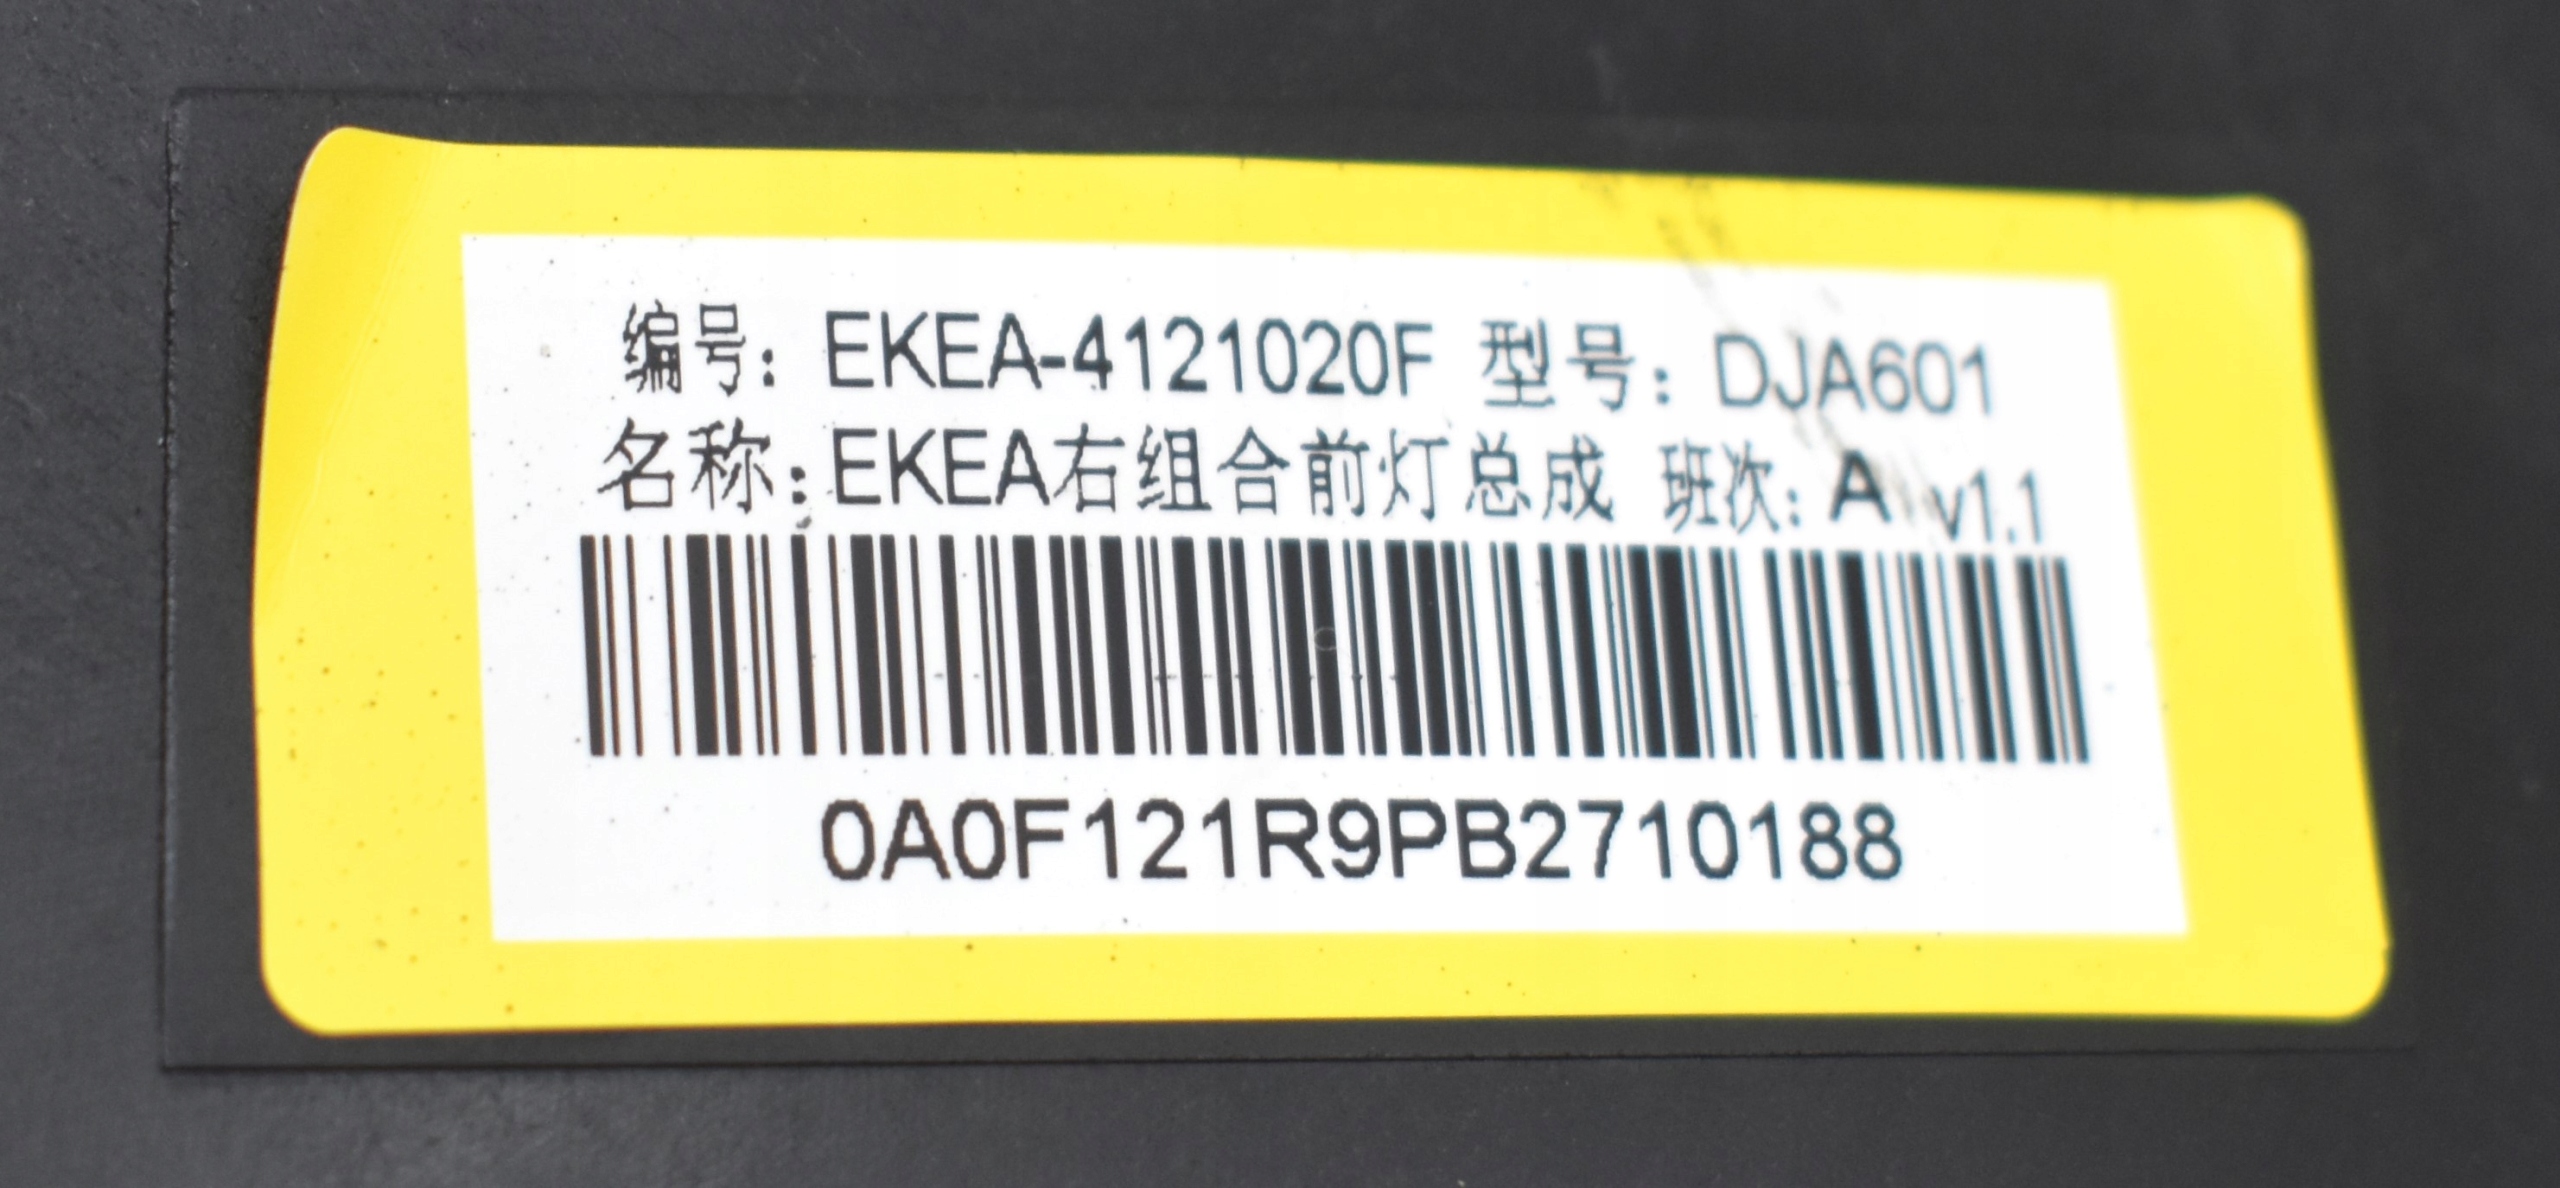 编号：EKEA-4121020F 型号：DJA601
名称：EKEA右组合前灯总成 班次：A v1.1
0A0F121R9PB2710188